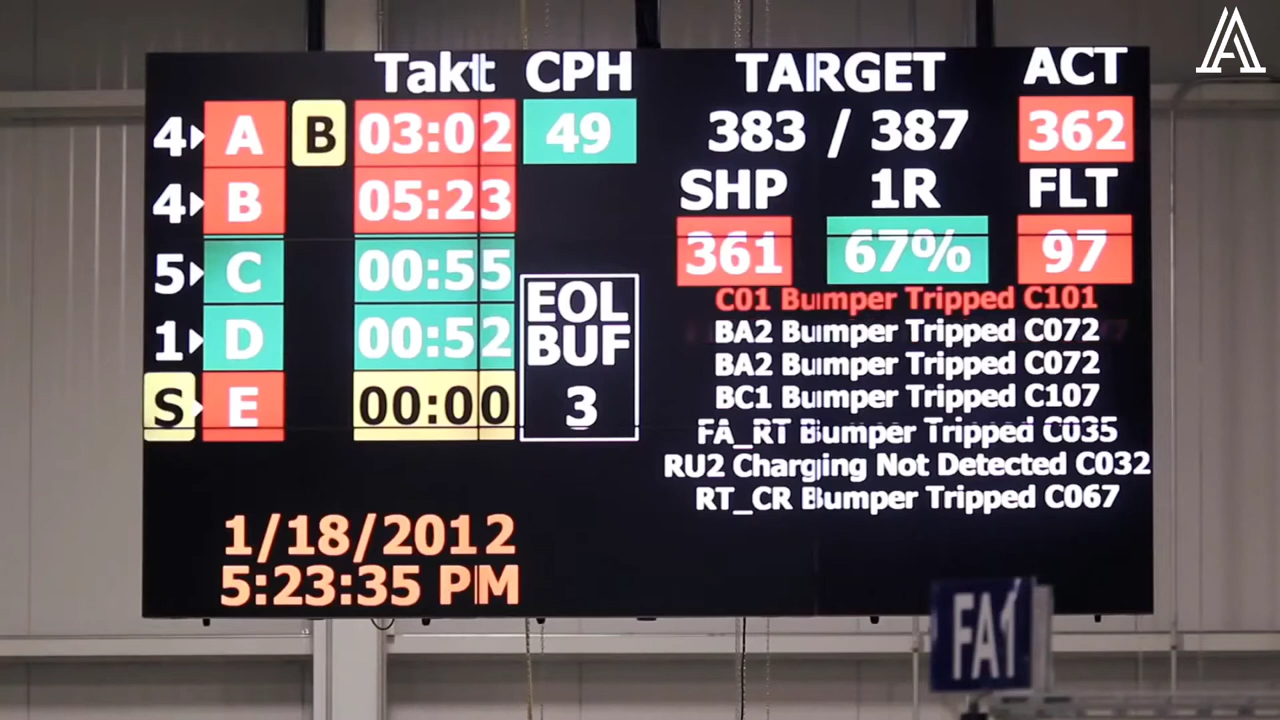 Takt CPH TARGET ACT
4 A B 03:02 49 383 / 387 362
4 B 05:23 SHP 1R FLT
5 C 00:55 361 67% 97
EOL
C01 Bumper Tripped C101
1 D 00:52 BUF BA2 Bumper Tripped C072
BA2 Bumper Tripped C072
S E 00:00 3 BC1 Bumper Tripped C107
FA_RT Bumper Tripped C035
RU2 Charging Not Detected C032
RT_CR Bumper Tripped C067
1/18/2012
5:23:35 PM
FA1